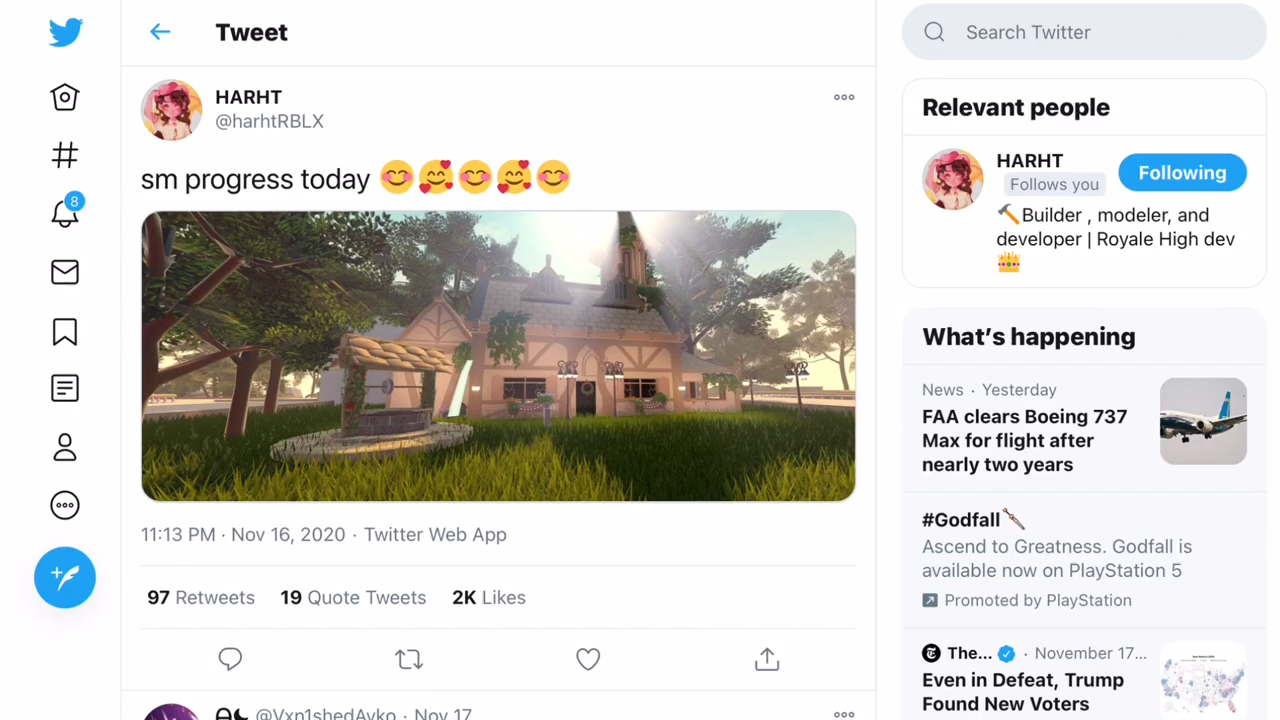 Tweet
HARHT
@harhtRBLX
sm progress today 😊🥰😊🥰😊
11:13 PM · Nov 16, 2020 · Twitter Web App
97 Retweets 19 Quote Tweets 2K Likes
@Vxn1shedAyko · Nov 17
8
Search Twitter
Relevant people
HARHT
Follows you
Following
🔨Builder , modeler, and
developer | Royale High dev
👑
What's happening
News · Yesterday
FAA clears Boeing 737
Max for flight after
nearly two years
#Godfall
Ascend to Greatness. Godfall is
available now on PlayStation 5
Promoted by PlayStation
The... · November 17...
Even in Defeat, Trump
Found New Voters